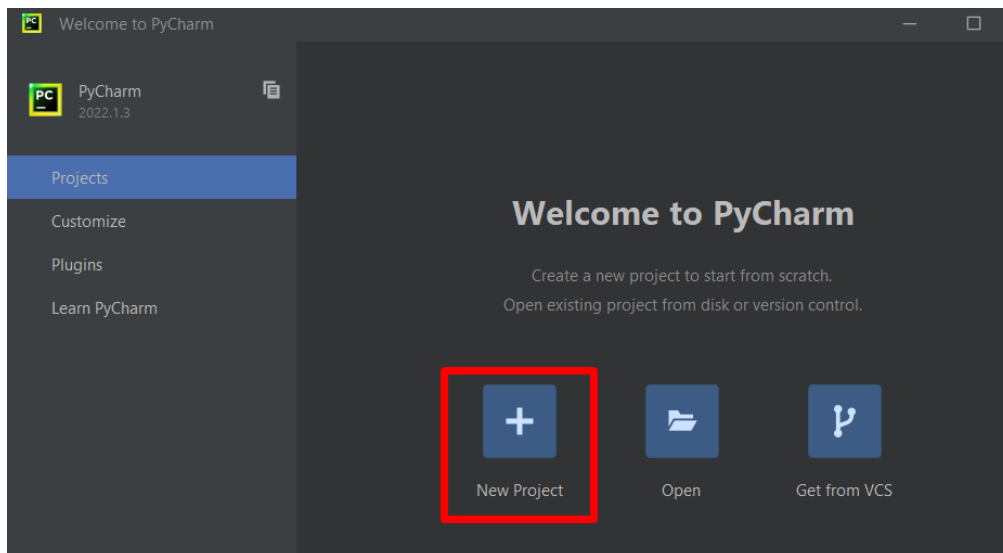 Welcome to PyCharm
PC
PyCharm
2022.1.3
Projects
Customize
Plugins
Learn PyCharm
Welcome to PyCharm
Create a new project to start from scratch.
Open existing project from disk or version control.
New Project
Open
Get from VCS